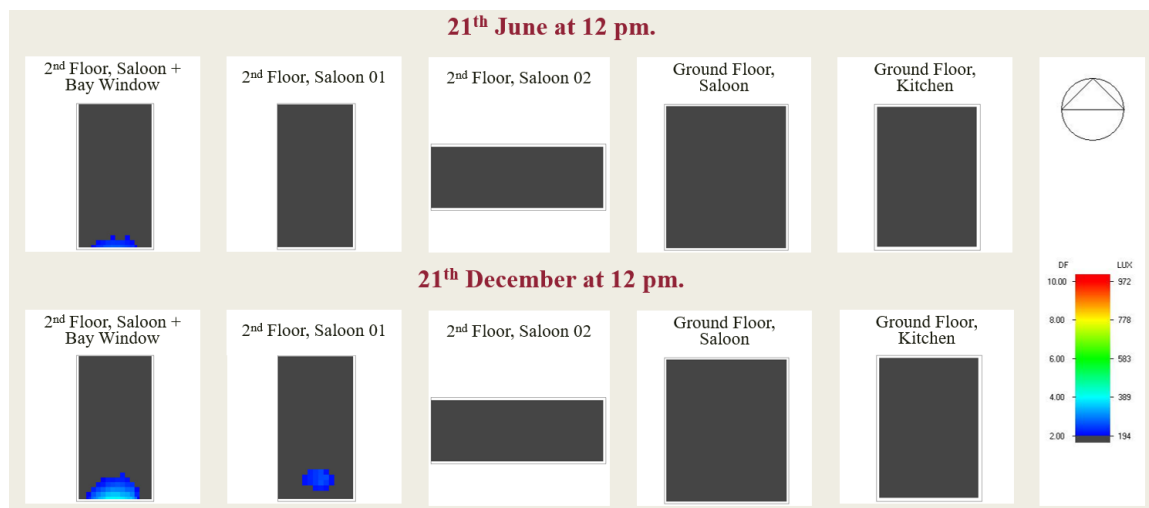 21th June at 12 pm.
2nd Floor, Saloon +
Bay Window
2nd Floor, Saloon 01
2nd Floor, Saloon 02
Ground Floor,
Saloon
Ground Floor,
Kitchen
21th December at 12 pm.
2nd Floor, Saloon +
Bay Window
2nd Floor, Saloon 01
2nd Floor, Saloon 02
Ground Floor,
Saloon
Ground Floor,
Kitchen
DF LUX
10.00 972
8.00 778
6.00 583
4.00 389
2.00 194